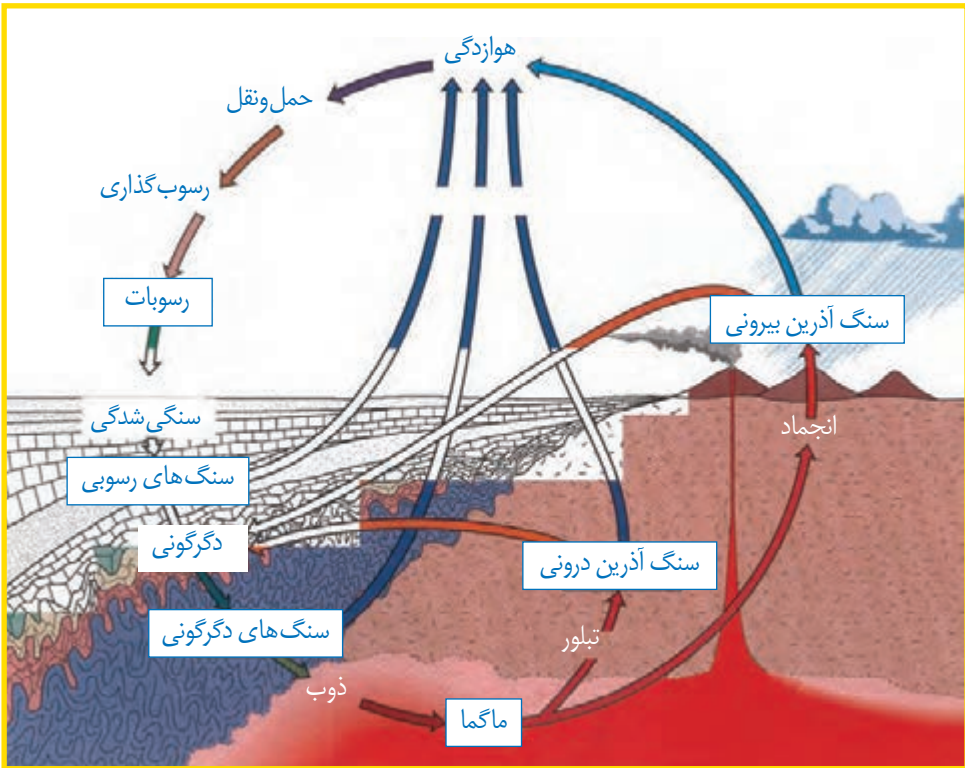 هوازدگی
حمل‌ونقل
رسوب‌گذاری
رسوبات
سنگ آذرین بیرونی
سنگی‌شدگی
انجماد
سنگ‌های رسوبی
دگرگونی
سنگ آذرین درونی
سنگ‌های دگرگونی
تبلور
ذوب
ماگما